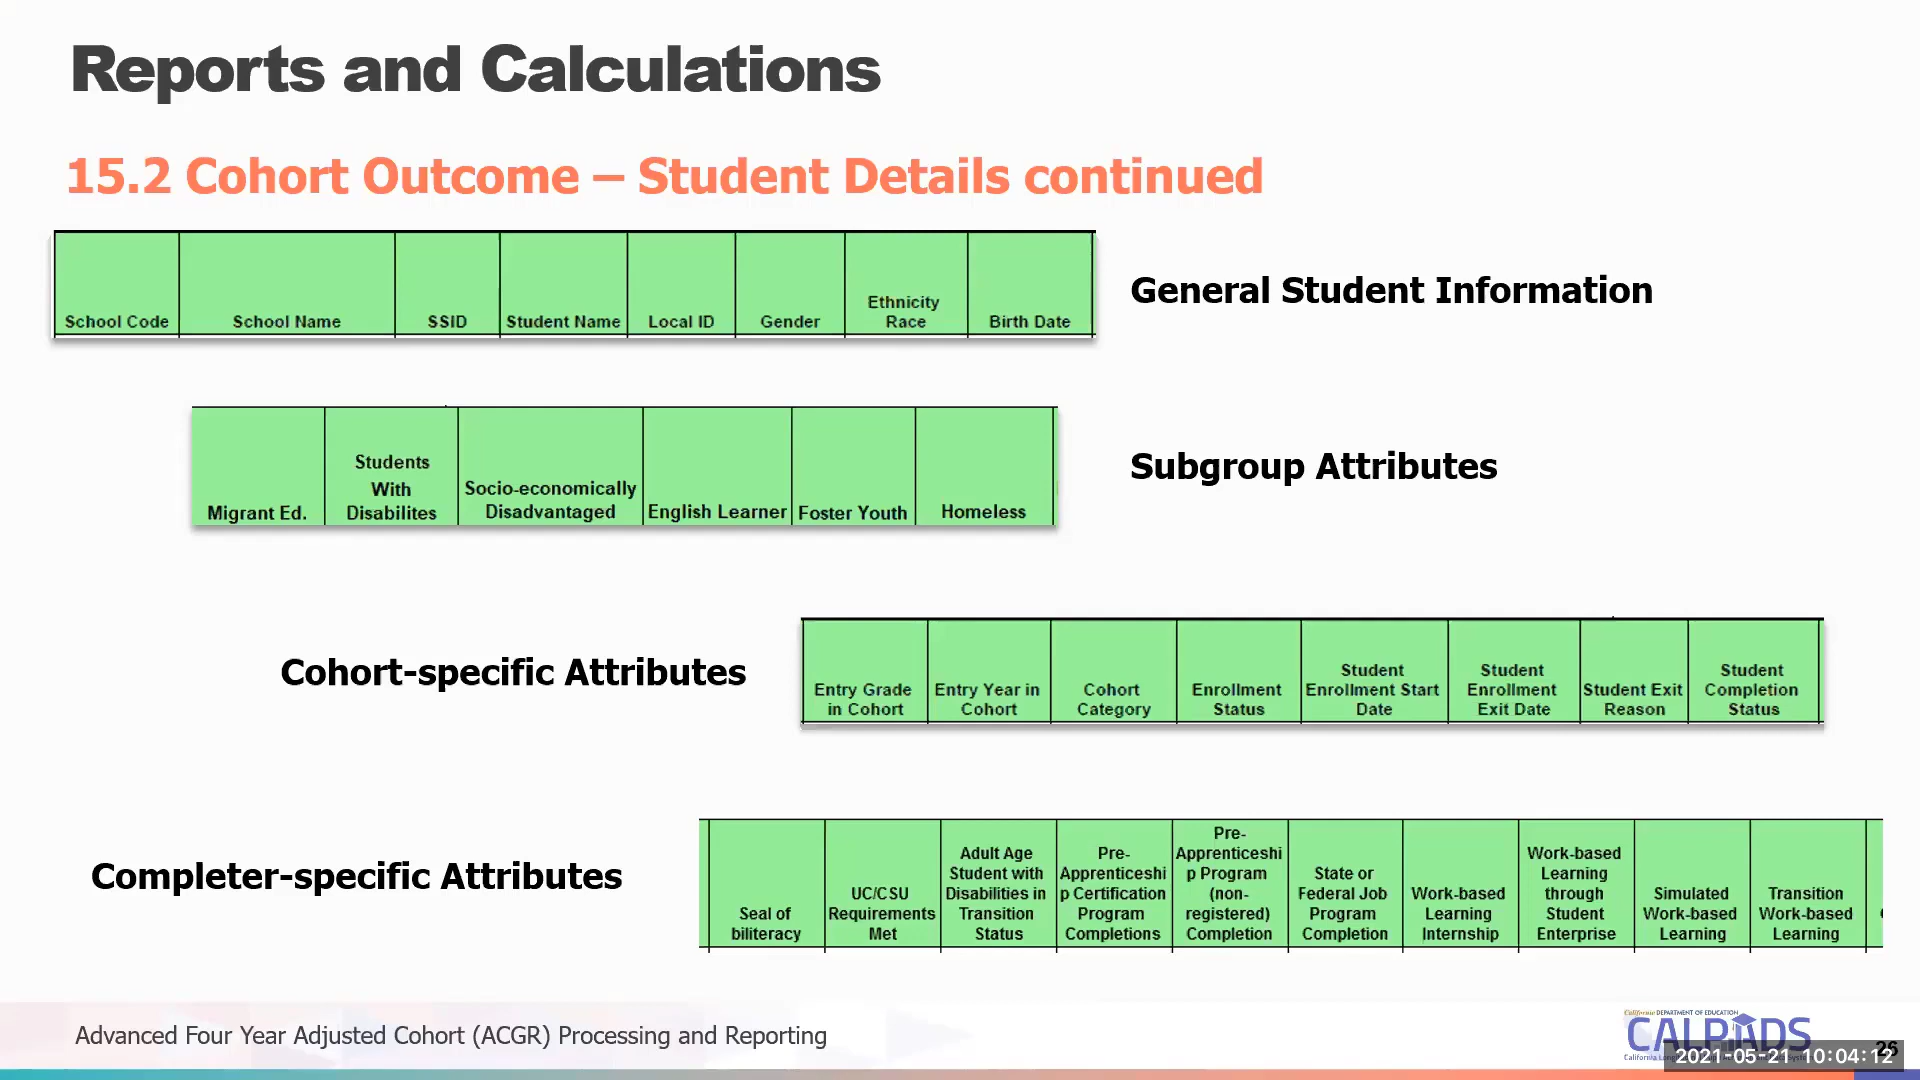 Reports and Calculations
15.2 Cohort Outcome – Student Details continued
School Code
School Name
SSID
Student Name
Local ID
Gender
Ethnicity
Race
Birth Date
General Student Information
Migrant Ed.
Students
With
Disabilites
Socio-economically
Disadvantaged
English Learner
Foster Youth
Homeless
Subgroup Attributes
Cohort-specific Attributes
Entry Grade
in Cohort
Entry Year in
Cohort
Cohort
Category
Enrollment
Status
Student
Enrollment Start
Date
Student
Enrollment
Exit Date
Student Exit
Reason
Student
Completion
Status
Completer-specific Attributes
Seal of
biliteracy
UC/CSU
Requirements
Met
Adult Age
Student with
Disabilities in
Transition
Status
Pre-
Apprenticeshi
p Certification
Program
Completions
Pre-
Apprenticeshi
p Program
(non-
registered)
Completion
State or
Federal Job
Program
Completion
Work-based
Learning
Internship
Work-based
Learning
through
Student
Enterprise
Simulated
Work-based
Learning
Transition
Work-based
Learning
Advanced Four Year Adjusted Cohort (ACGR) Processing and Reporting
California DEPARTMENT OF EDUCATION
CALPADS
26
2021-05-21 10:04:12